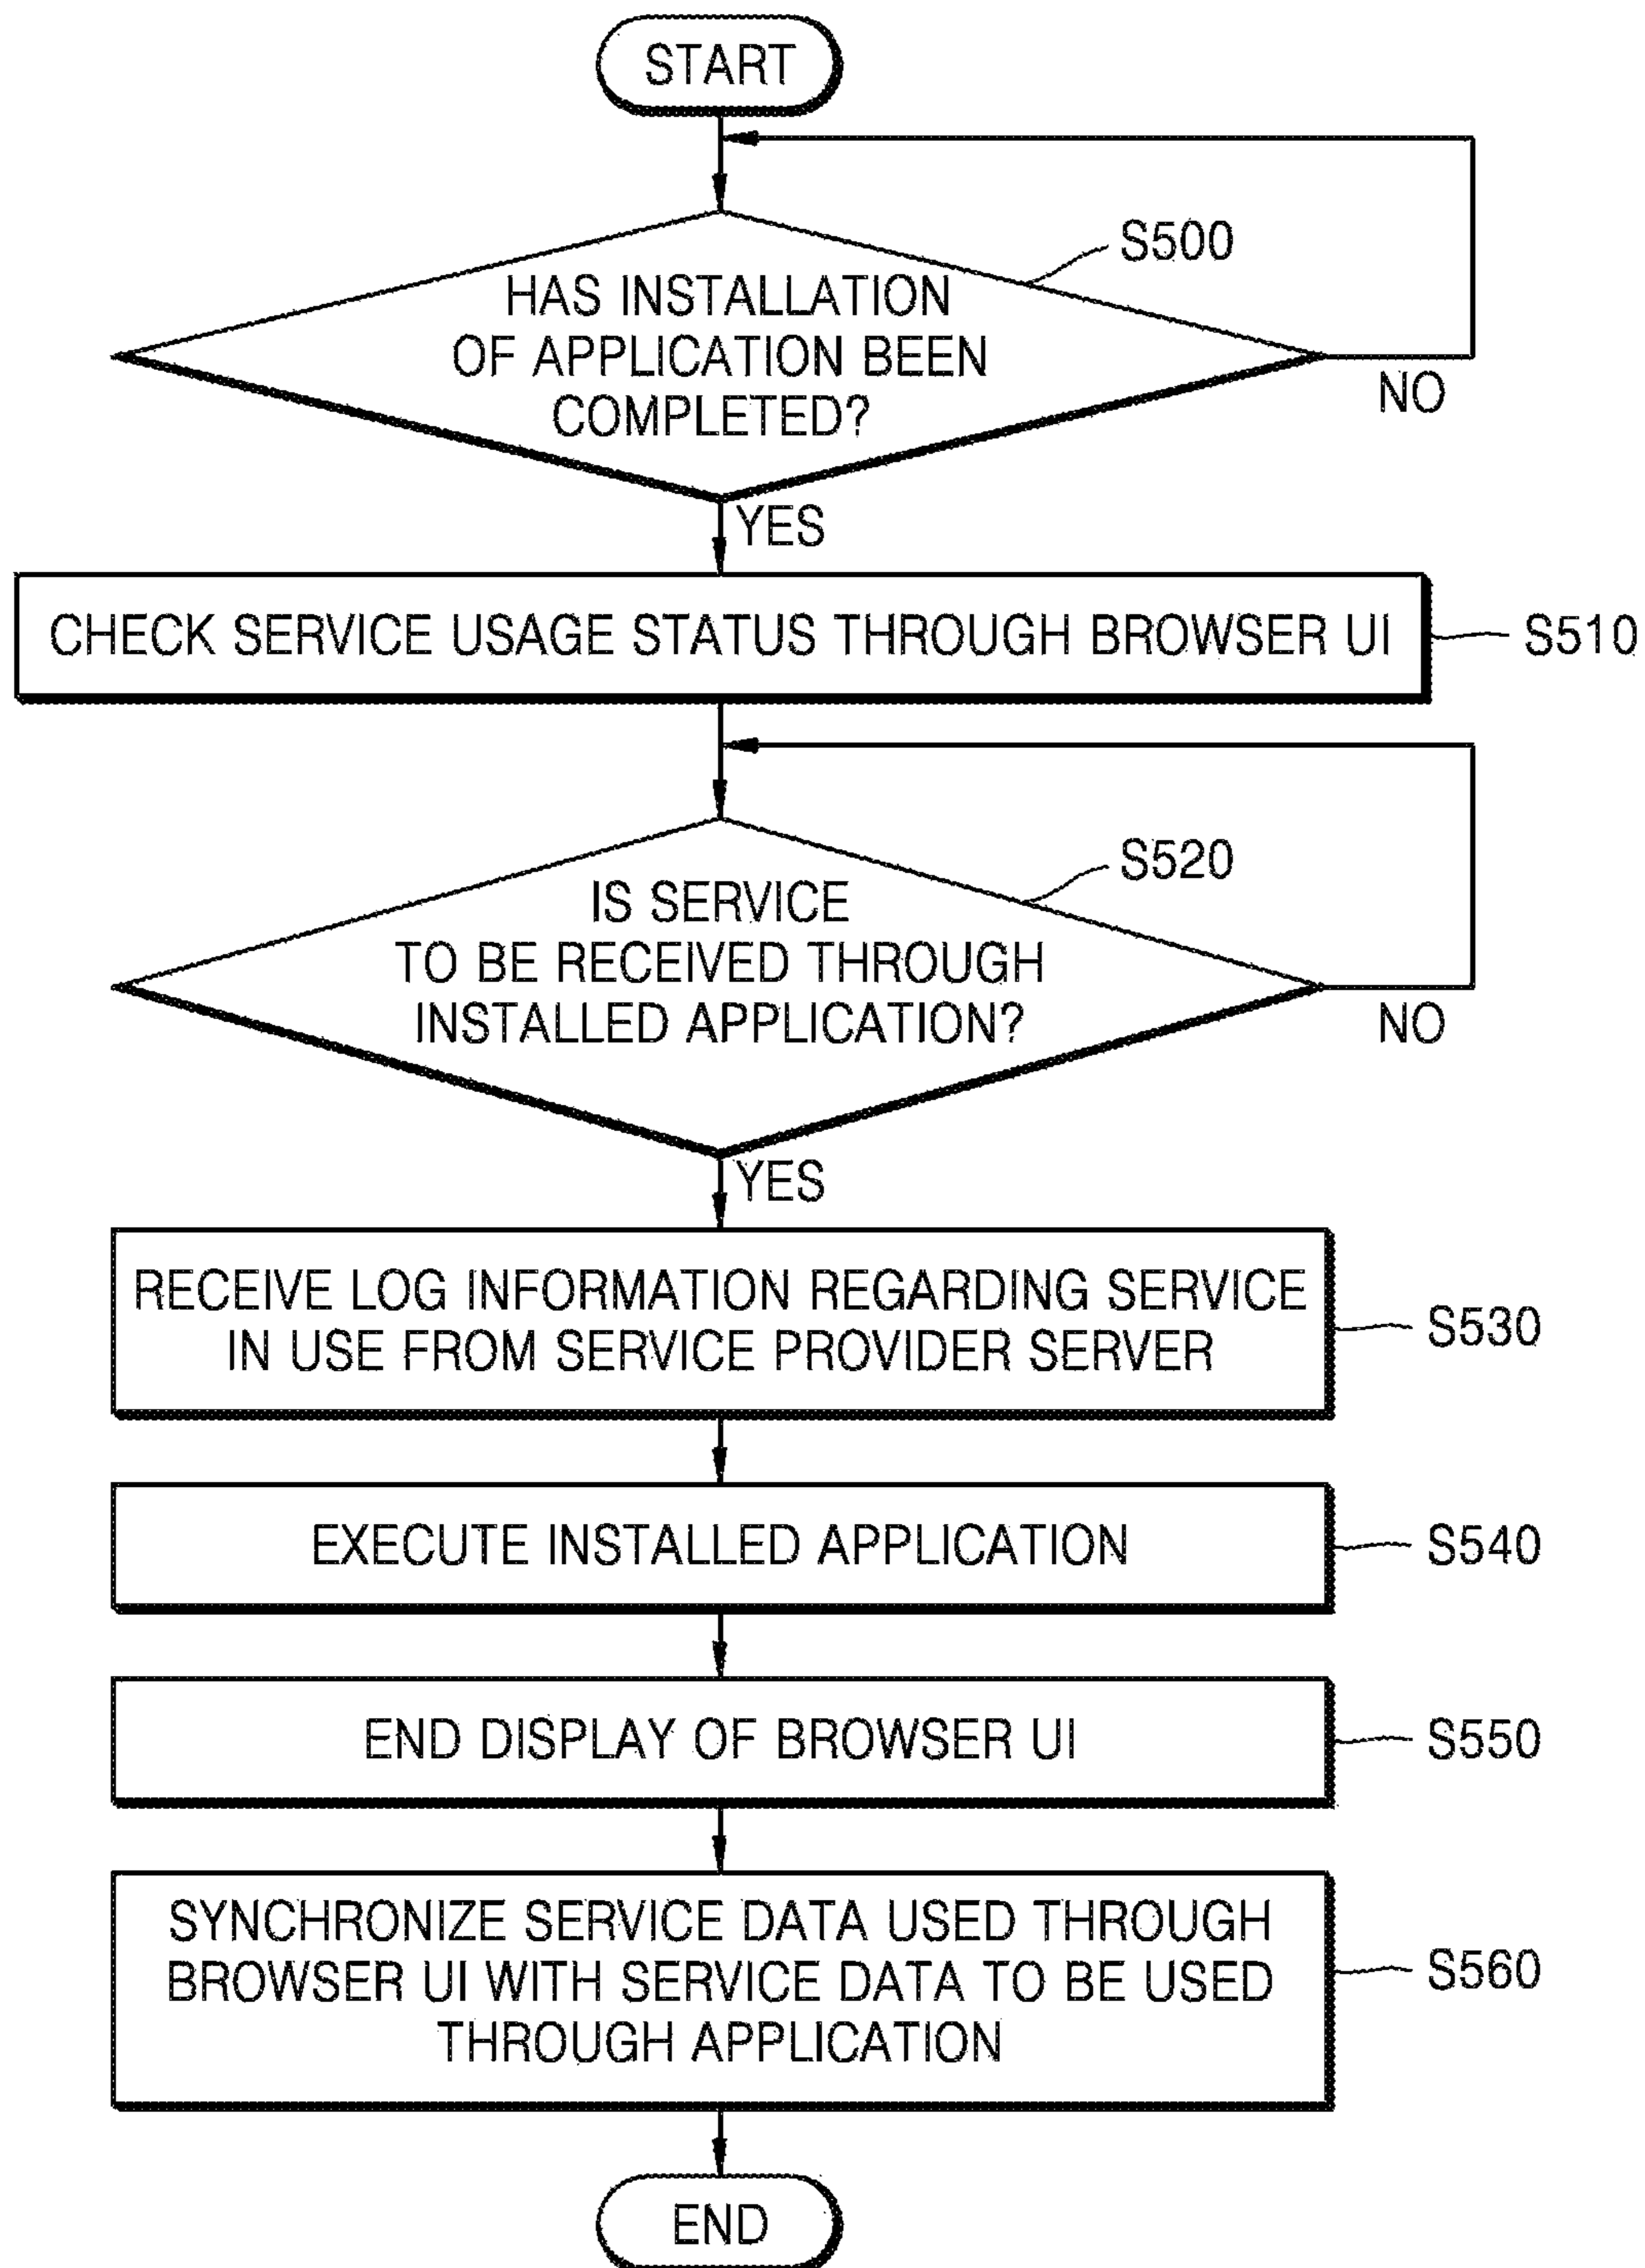 START
S500
HAS INSTALLATION
OF APPLICATION BEEN
COMPLETED?
NO
YES
CHECK SERVICE USAGE STATUS THROUGH BROWSER UI
S510
S520
IS SERVICE
TO BE RECEIVED THROUGH
INSTALLED APPLICATION?
NO
YES
RECEIVE LOG INFORMATION REGARDING SERVICE
IN USE FROM SERVICE PROVIDER SERVER
S530
EXECUTE INSTALLED APPLICATION
S540
END DISPLAY OF BROWSER UI
S550
SYNCHRONIZE SERVICE DATA USED THROUGH
BROWSER UI WITH SERVICE DATA TO BE USED
THROUGH APPLICATION
S560
END